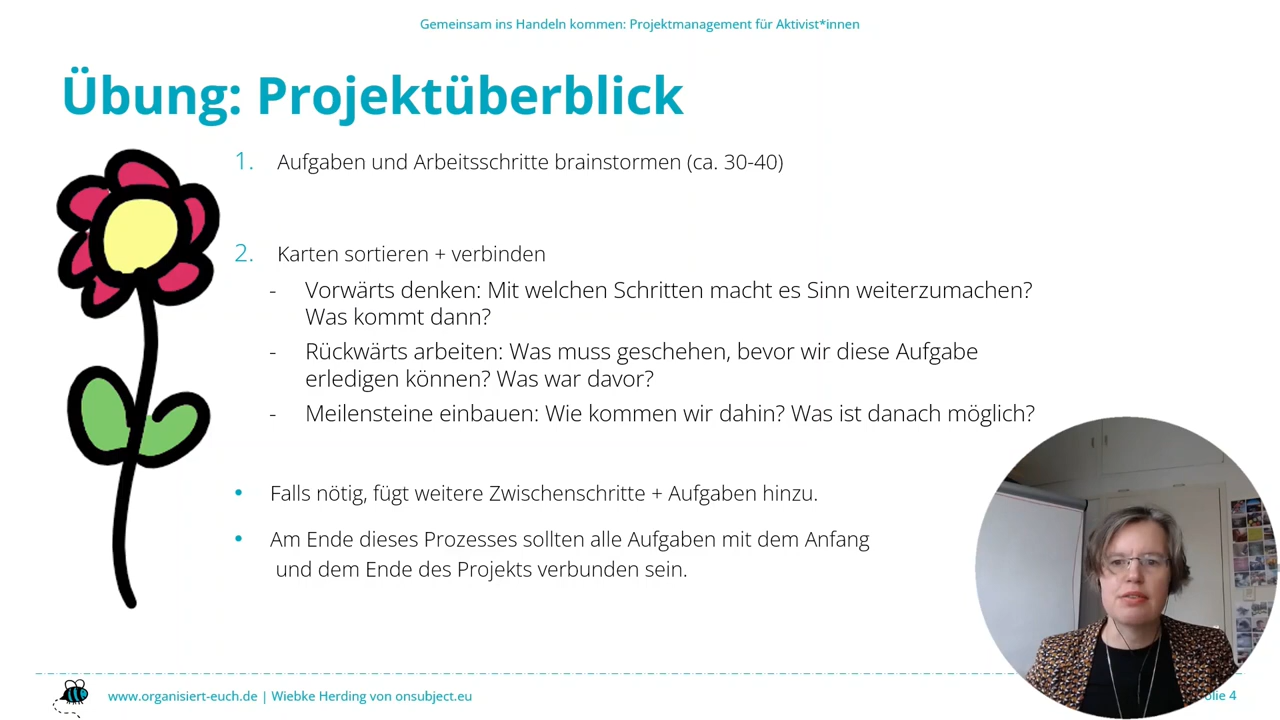 Gemeinsam ins Handeln kommen: Projektmanagement für Aktivist*innen
Übung: Projektüberblick
1. Aufgaben und Arbeitsschritte brainstormen (ca. 30-40)
2. Karten sortieren + verbinden
- Vorwärts denken: Mit welchen Schritten macht es Sinn weiterzumachen?
Was kommt dann?
- Rückwärts arbeiten: Was muss geschehen, bevor wir diese Aufgabe
erledigen können? Was war davor?
- Meilensteine einbauen: Wie kommen wir dahin? Was ist danach möglich?
• Falls nötig, fügt weitere Zwischenschritte + Aufgaben hinzu.
• Am Ende dieses Prozesses sollten alle Aufgaben mit dem Anfang
und dem Ende des Projekts verbunden sein.
www.organisiert-euch.de | Wiebke Herding von onsubject.eu
4